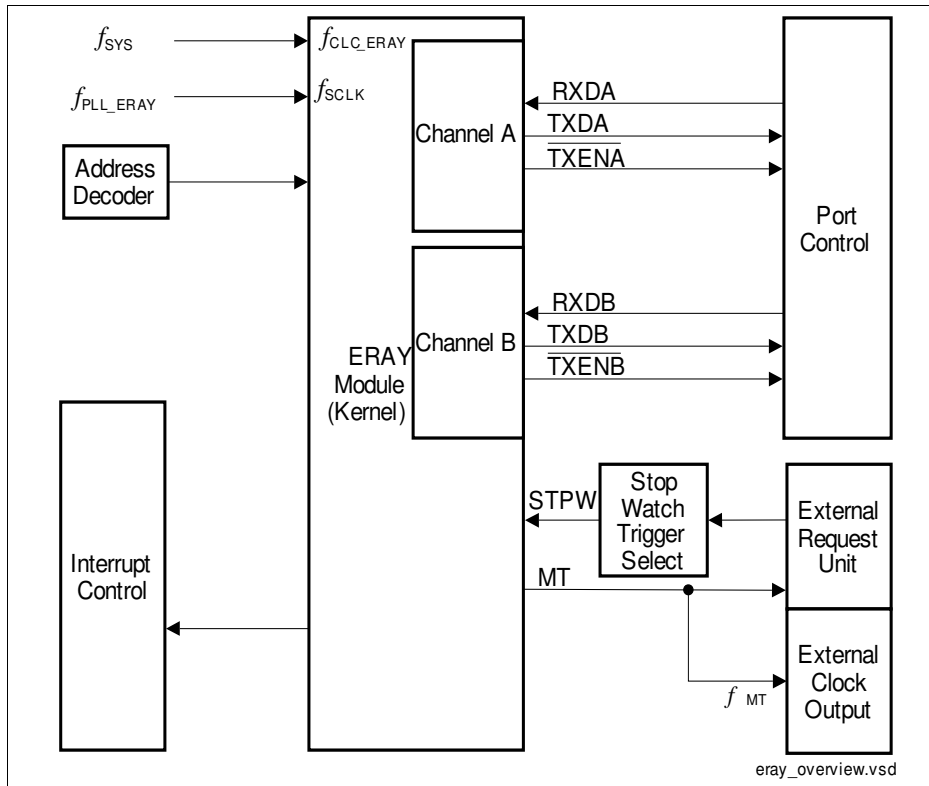 fSYS
fCLC_ERAY
fPLL_ERAY
fSCLK
Address
Decoder
Channel A
RXDA
TXDA
TXENA
Port
Control
Channel B
RXDB
TXDB
TXENB
ERAY
Module
(Kernel)
Interrupt
Control
STPW
Stop
Watch
Trigger
Select
External
Request
Unit
MT
f MT
External
Clock
Output
eray_overview.vsd